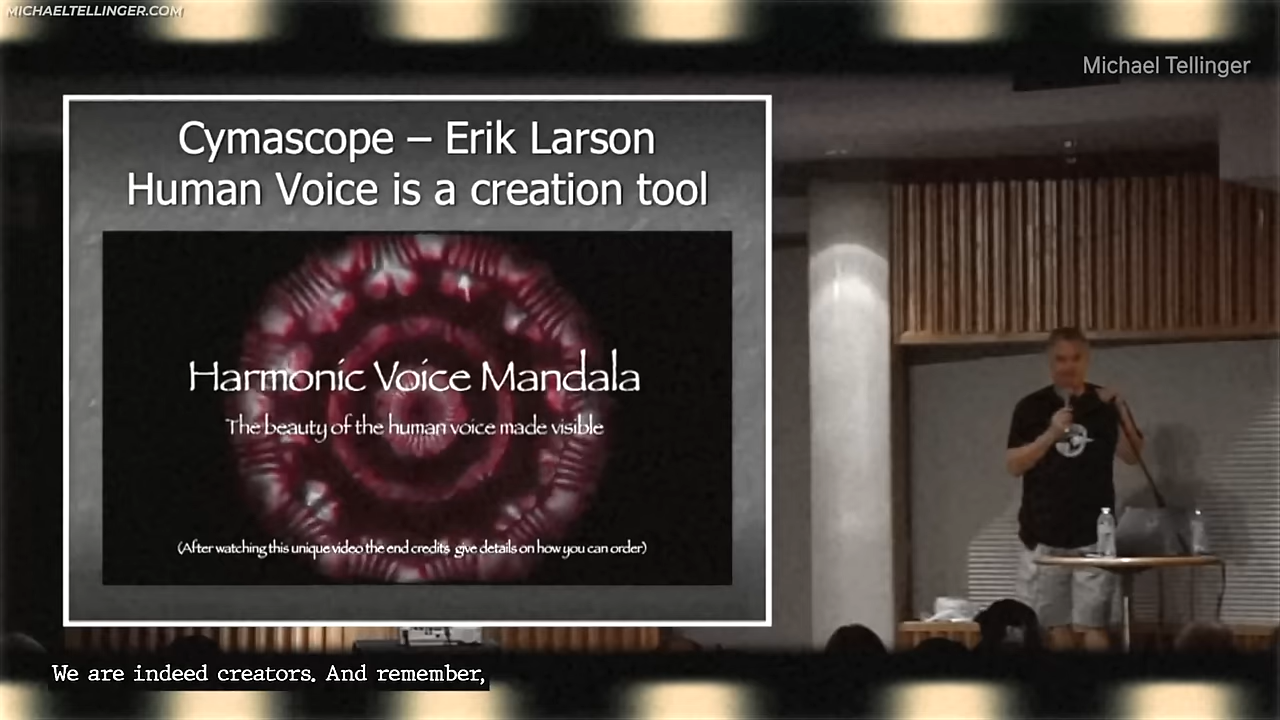 MICHAELTELLINGER.COM
Michael Tellinger
Cymascope – Erik Larson
Human Voice is a creation tool
Harmonic Voice Mandala
The beauty of the human voice made visible
(After watching this unique video the end credits give details on how you can order)
We are indeed creators. And remember,